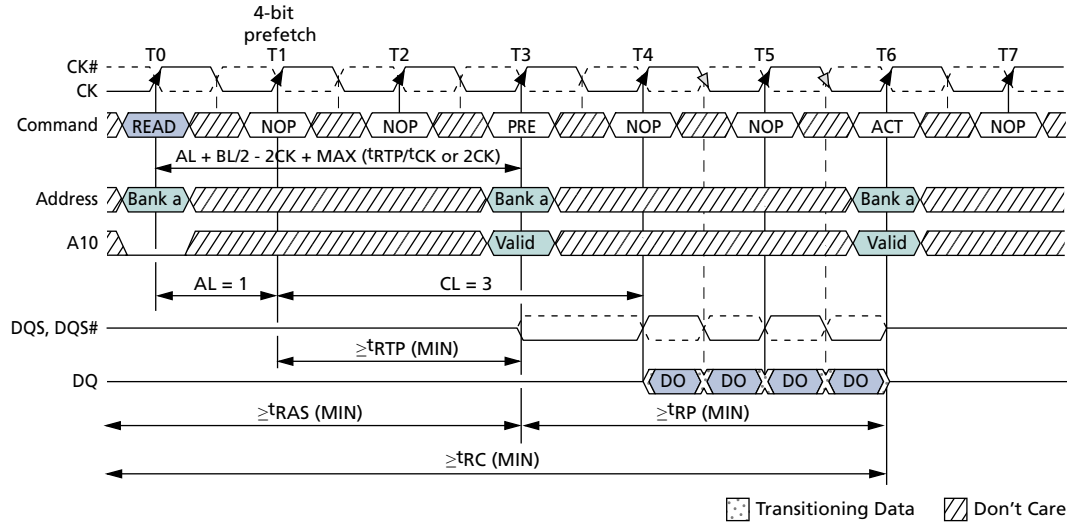 4-bit
prefetch
T0 T1 T2 T3 T4 T5 T6 T7
CK#
CK
Command READ NOP NOP PRE NOP NOP ACT NOP
AL + BL/2 - 2CK + MAX (tRTP/tCK or 2CK)
Address Bank a Bank a Bank a
A10 Valid Valid
AL = 1 CL = 3
DQS, DQS#
≥tRTP (MIN)
DQ DO DO DO DO
≥tRAS (MIN) ≥tRP (MIN)
≥tRC (MIN)
Transitioning Data Don't Care